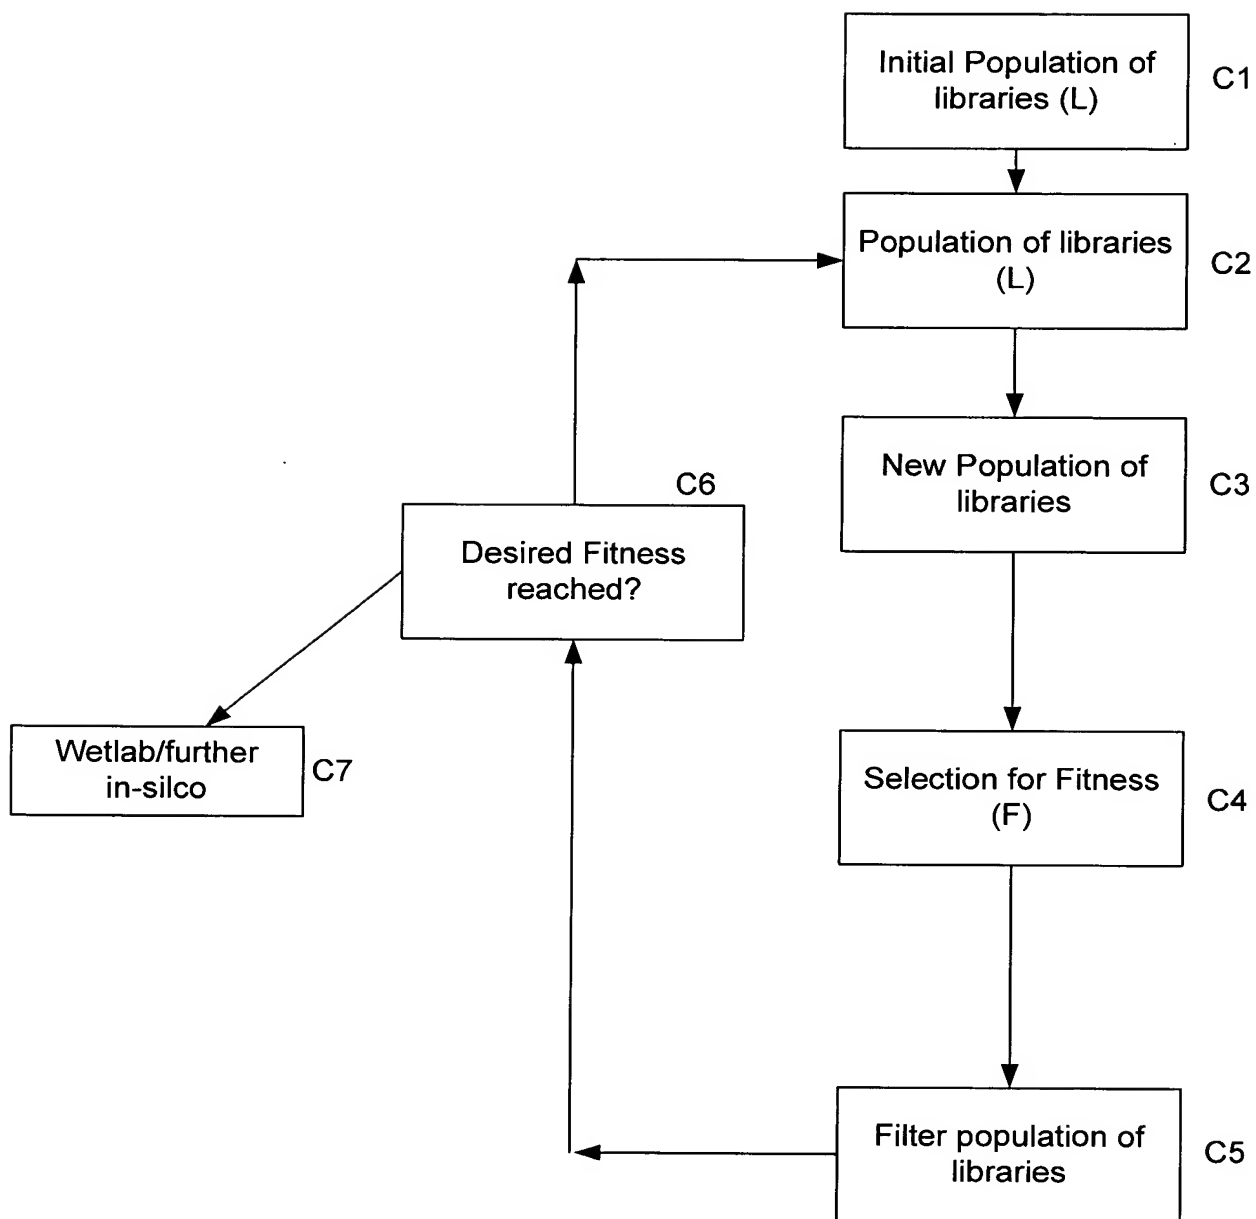 Initial Population of
libraries (L)
C1
Population of libraries
(L)
C2
New Population of
libraries
C3
C6
Desired Fitness
reached?
Wetlab/further
in-silco
C7
Selection for Fitness
(F)
C4
Filter population of
libraries
C5